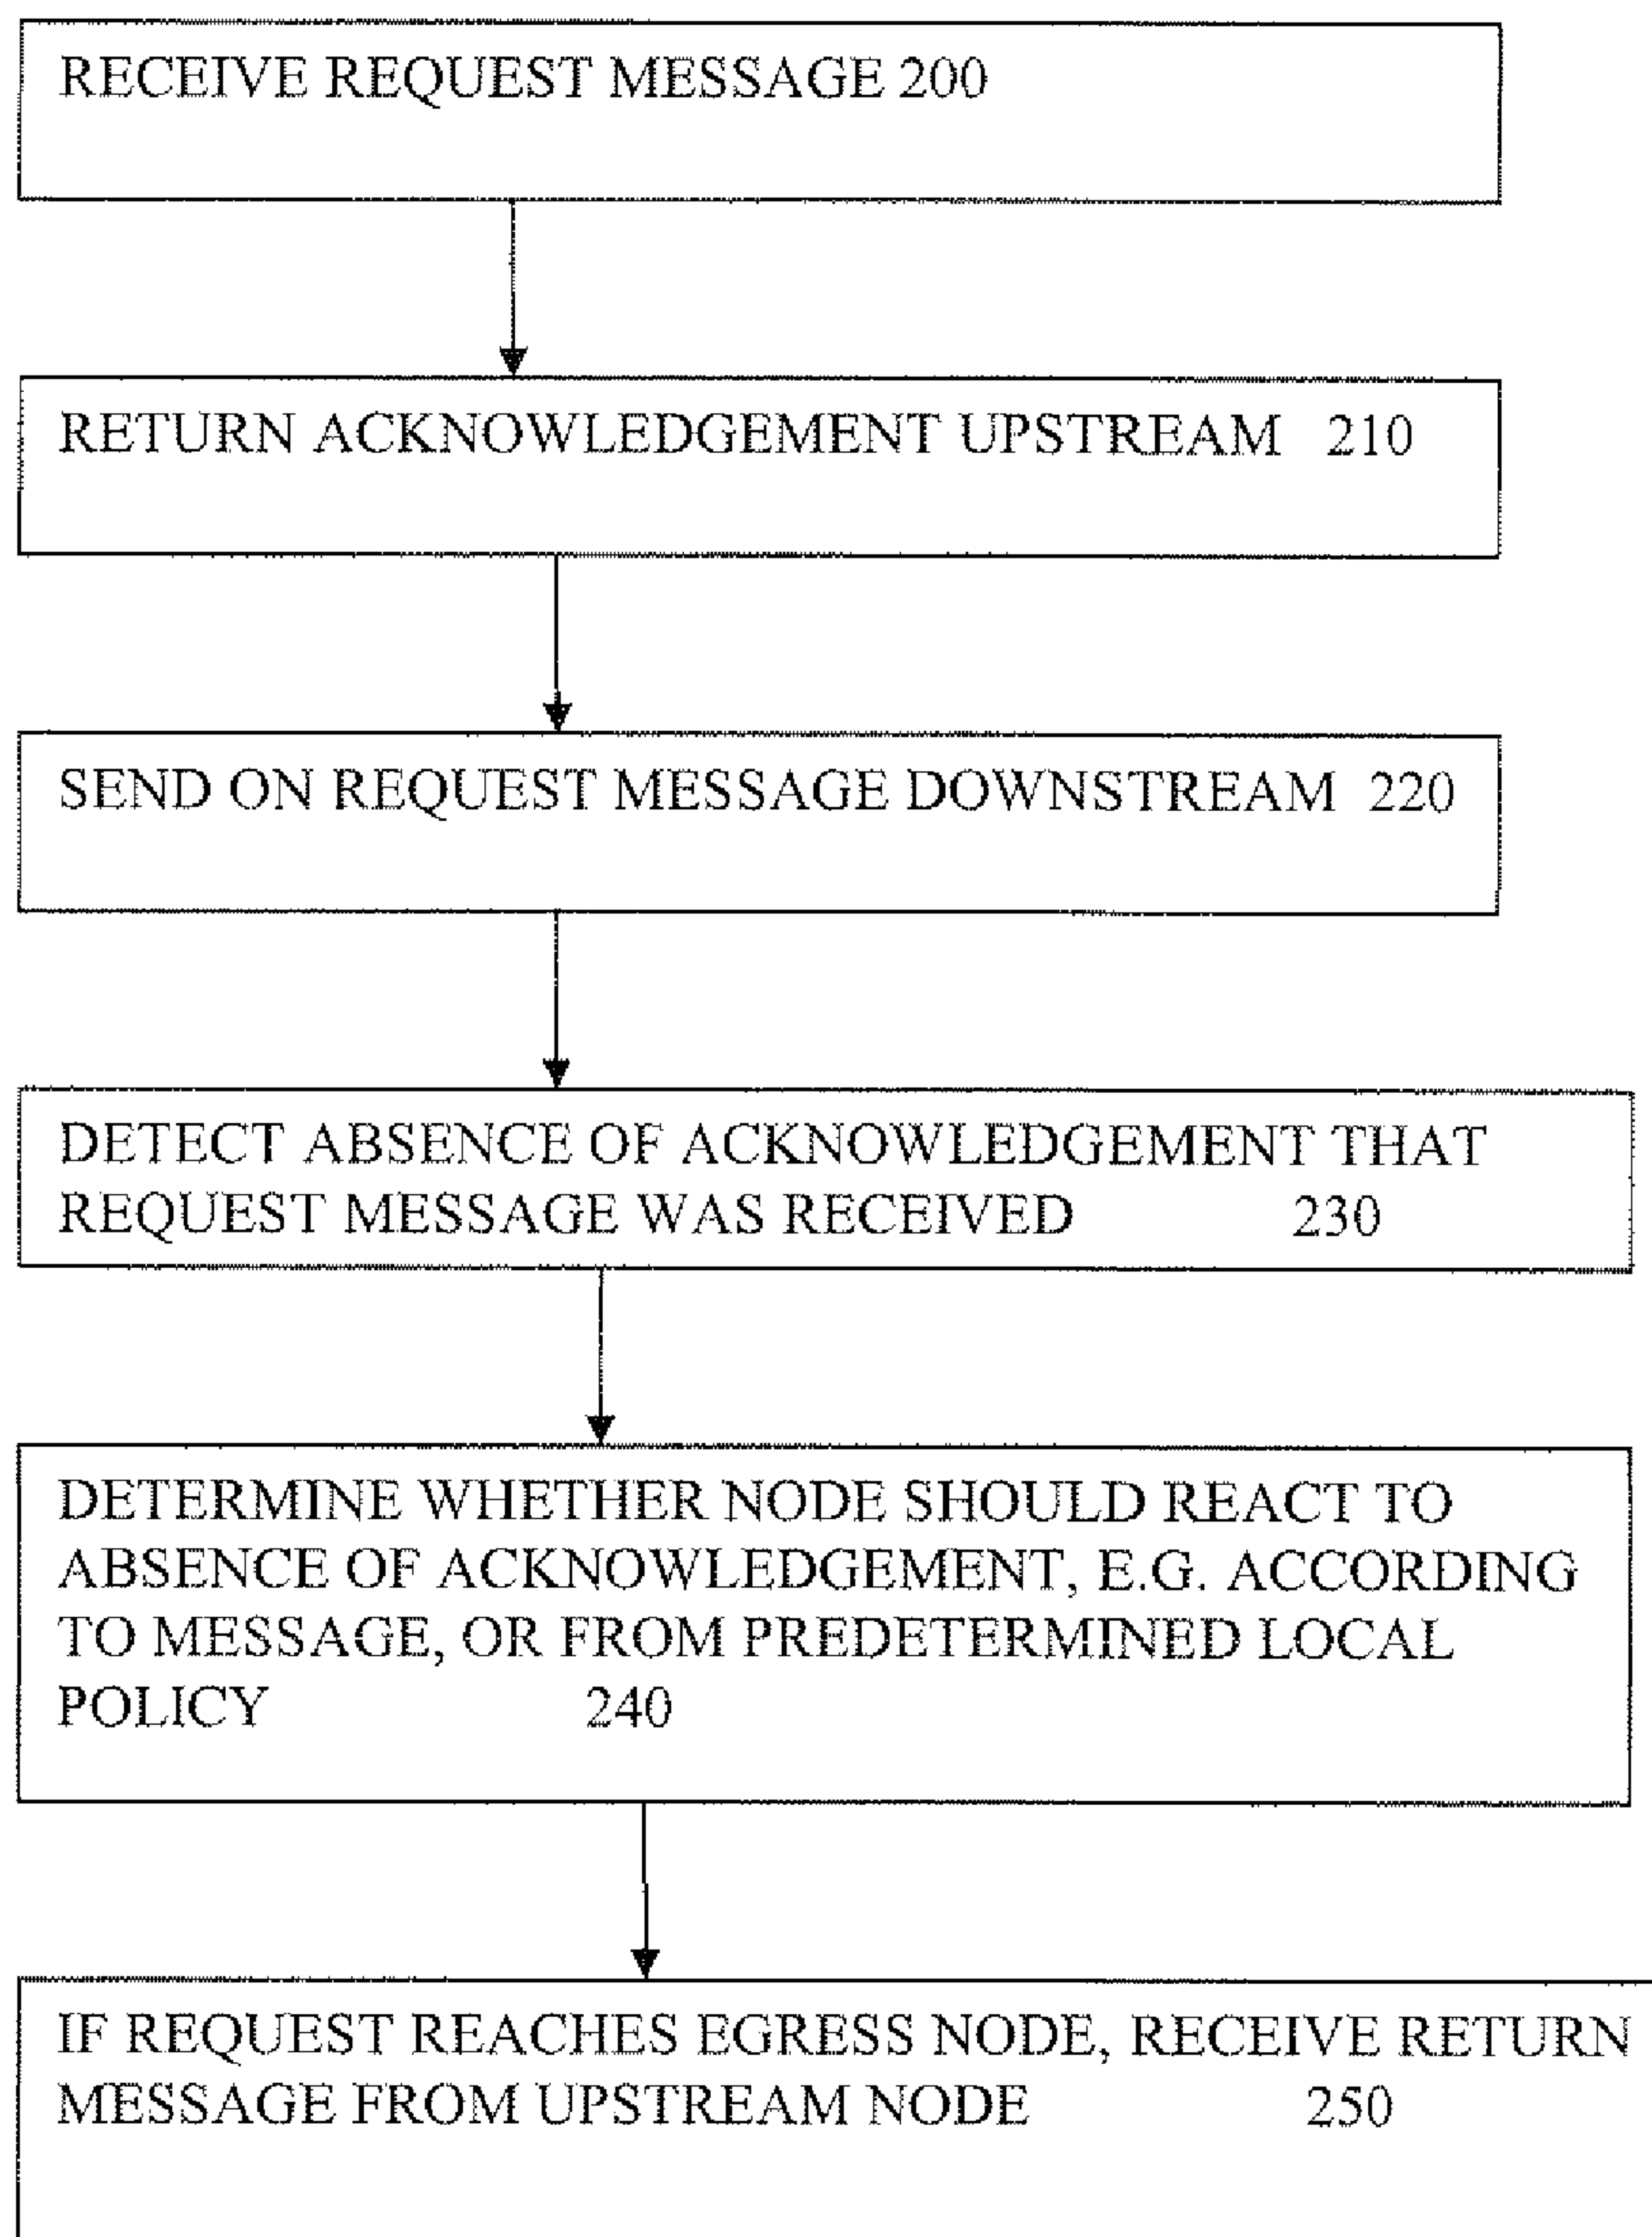 RECEIVE REQUEST MESSAGE 200
RETURN ACKNOWLEDGEMENT UPSTREAM 210
SEND ON REQUEST MESSAGE DOWNSTREAM 220
DETECT ABSENCE OF ACKNOWLEDGEMENT THAT
REQUEST MESSAGE WAS RECEIVED 230
DETERMINE WHETHER NODE SHOULD REACT TO
ABSENCE OF ACKNOWLEDGEMENT, E.G. ACCORDING
TO MESSAGE, OR FROM PREDETERMINED LOCAL
POLICY 240
IF REQUEST REACHES EGRESS NODE, RECEIVE RETURN
MESSAGE FROM UPSTREAM NODE 250